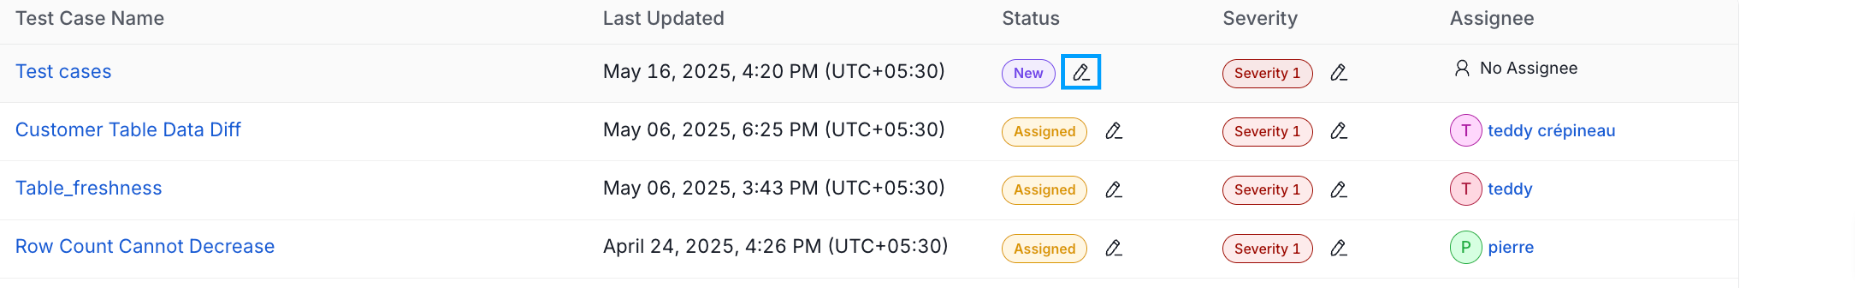 Test Case Name Last Updated Status Severity Assignee
Test cases May 16, 2025, 4:20 PM (UTC+05:30) New Severity 1 No Assignee
Customer Table Data Diff May 06, 2025, 6:25 PM (UTC+05:30) Assigned Severity 1 T teddy crépineau
Table_freshness May 06, 2025, 3:43 PM (UTC+05:30) Assigned Severity 1 T teddy
Row Count Cannot Decrease April 24, 2025, 4:26 PM (UTC+05:30) Assigned Severity 1 P pierre